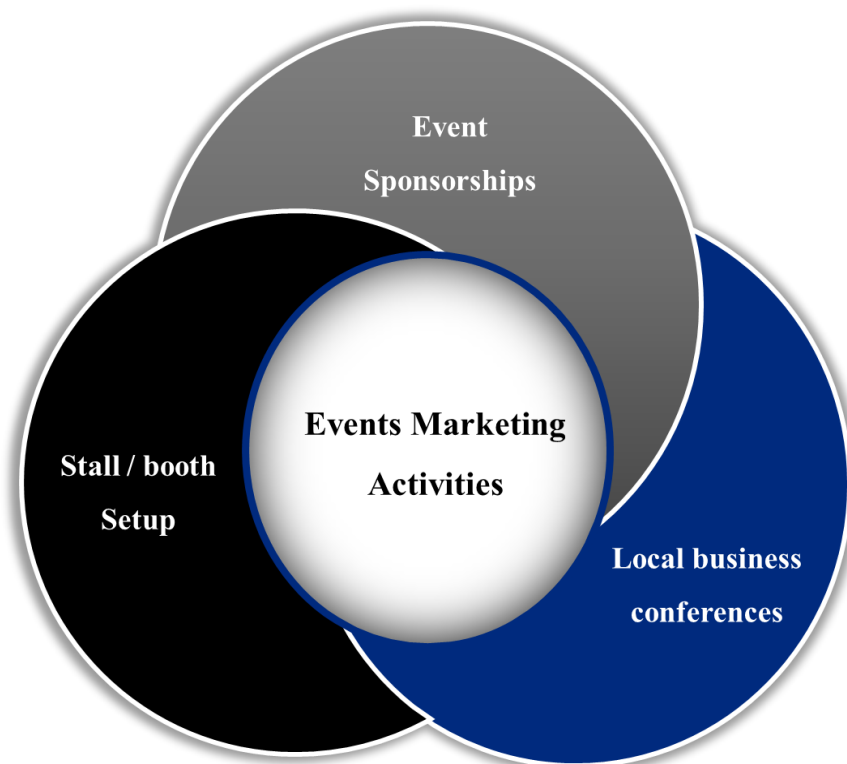 Event
Sponsorships
Events Marketing
Activities
Stall / booth
Setup
Local business
conferences